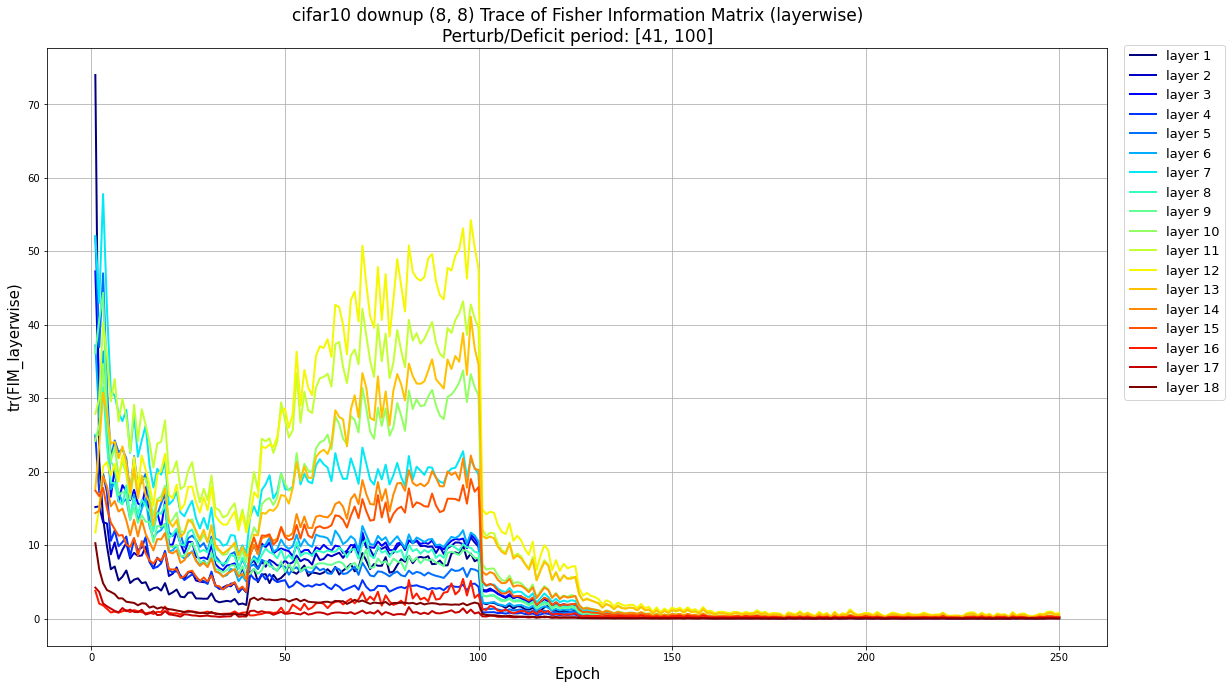 cifar10 downup (8, 8) Trace of Fisher Information Matrix (layerwise)
Perturb/Deficit period: [41, 100]
tr(FIM_layerwise)
70
60
50
40
30
20
10
0
0
50
100
150
200
250
Epoch
layer 1
layer 2
layer 3
layer 4
layer 5
layer 6
layer 7
layer 8
layer 9
layer 10
layer 11
layer 12
layer 13
layer 14
layer 15
layer 16
layer 17
layer 18